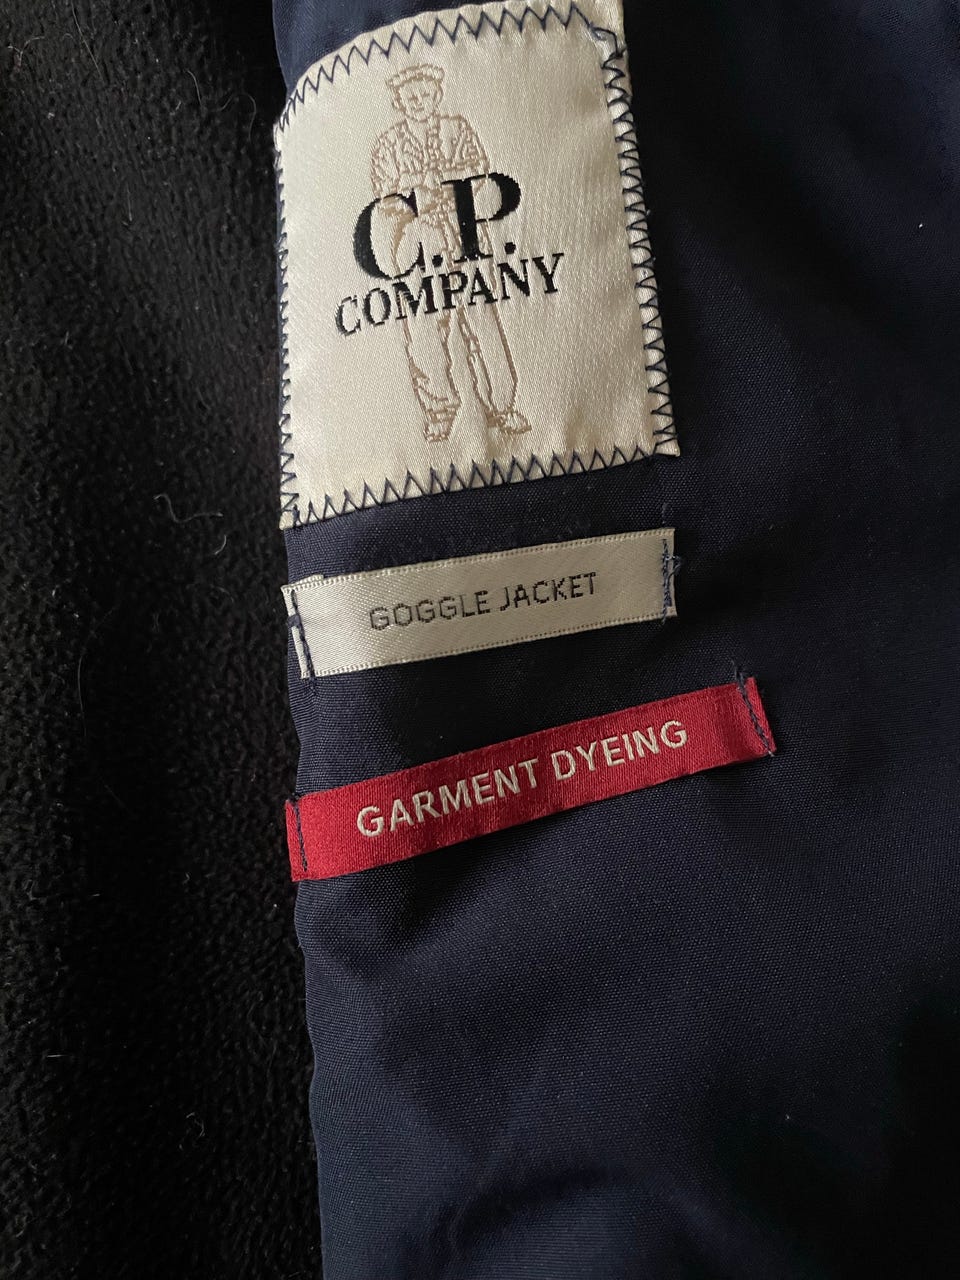 C.P.
COMPANY
GOGGLE JACKET
GARMENT DYEING